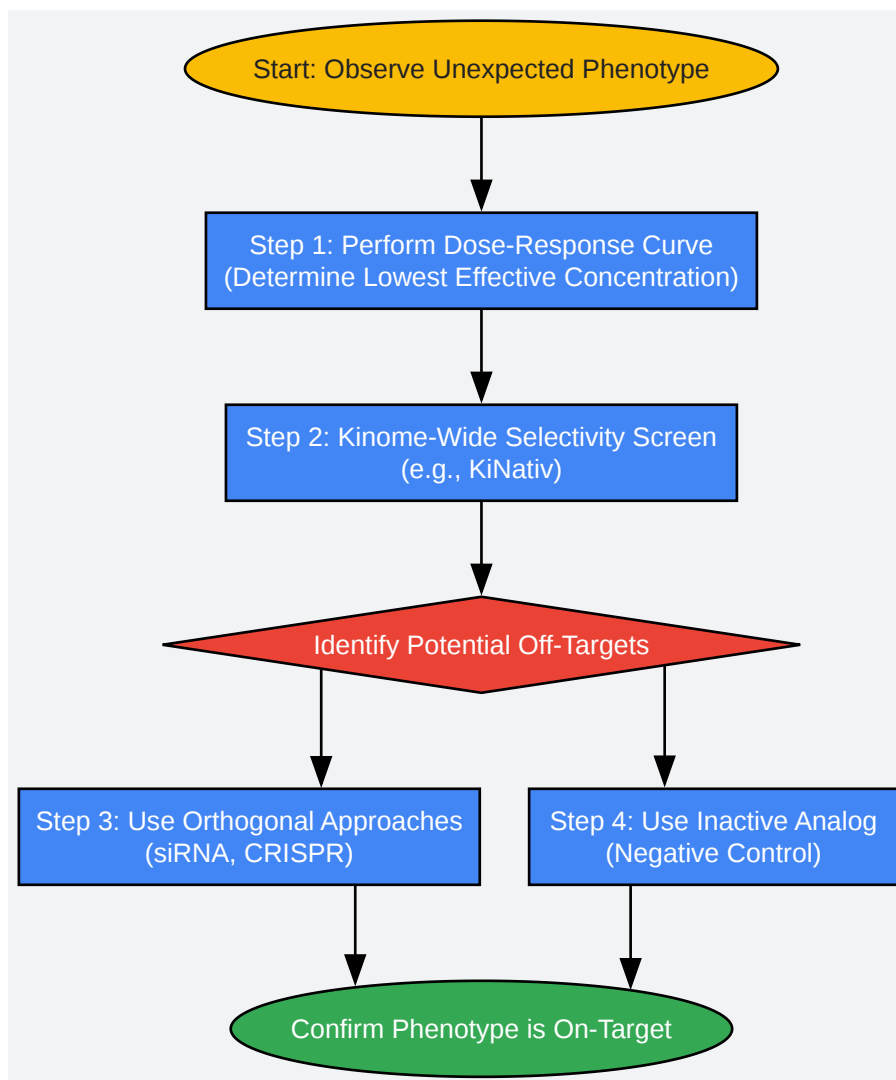 Start: Observe Unexpected Phenotype
Step 1: Perform Dose-Response Curve
(Determine Lowest Effective Concentration)
Step 2: Kinome-Wide Selectivity Screen
(e.g., KiNativ)
Identify Potential Off-Targets
Step 3: Use Orthogonal Approaches
(siRNA, CRISPR)
Step 4: Use Inactive Analog
(Negative Control)
Confirm Phenotype is On-Target